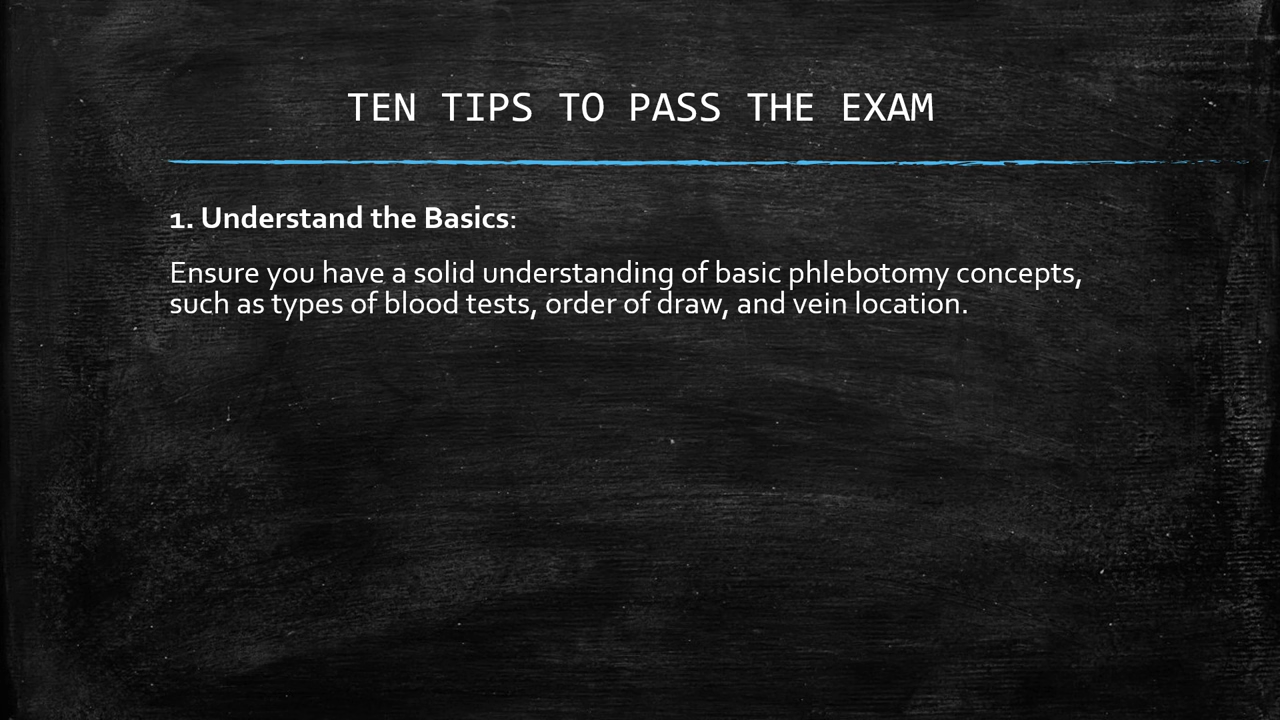 TEN TIPS TO PASS THE EXAM
1. Understand the Basics:
Ensure you have a solid understanding of basic phlebotomy concepts,
such as types of blood tests, order of draw, and vein location.